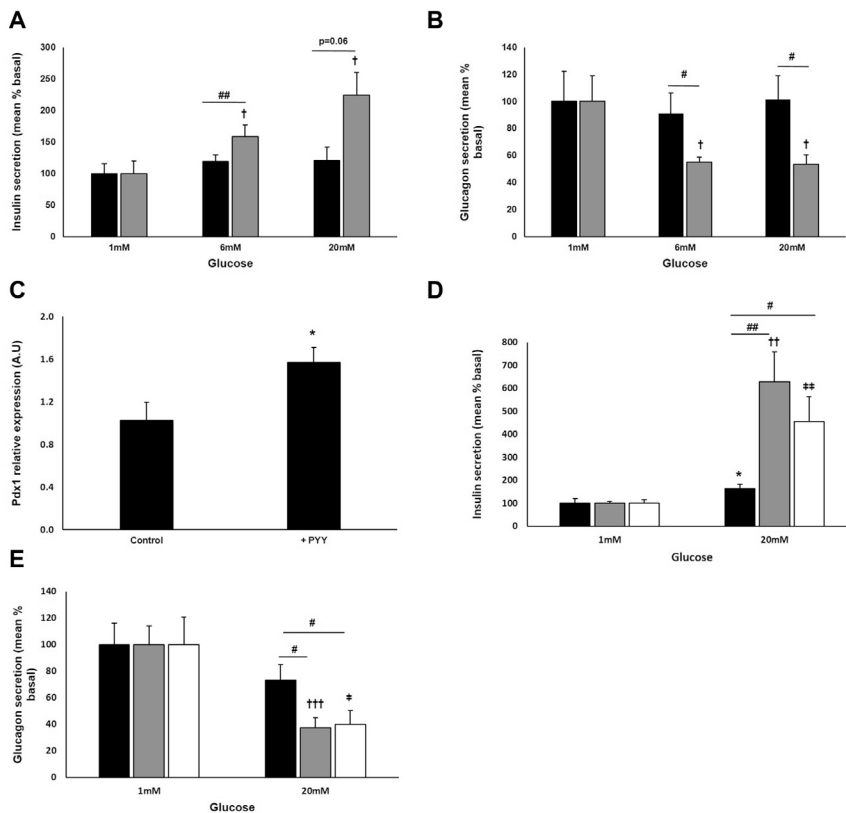 A
Insulin secretion (mean % basal)
300
250
200
150
100
50
0
##
†
p=0.06
†
1mM 6mM 20mM
Glucose
B
Glucagon secretion (mean %
basal)
140
120
100
80
60
40
20
0
#
†
#
†
1mM 6mM 20mM
Glucose
C
Pdx1 relative expression (A.U)
2.0
1.6
1.2
0.8
0.4
0.0
*
Control + PYY
D
Insulin secretion (mean % basal)
800
700
600
500
400
300
200
100
0
#
##
††
‡‡
*
1mM 20mM
Glucose
E
Glucagon secretion (mean %
basal)
140
120
100
80
60
40
20
0
#
#
†††
‡
1mM 20mM
Glucose